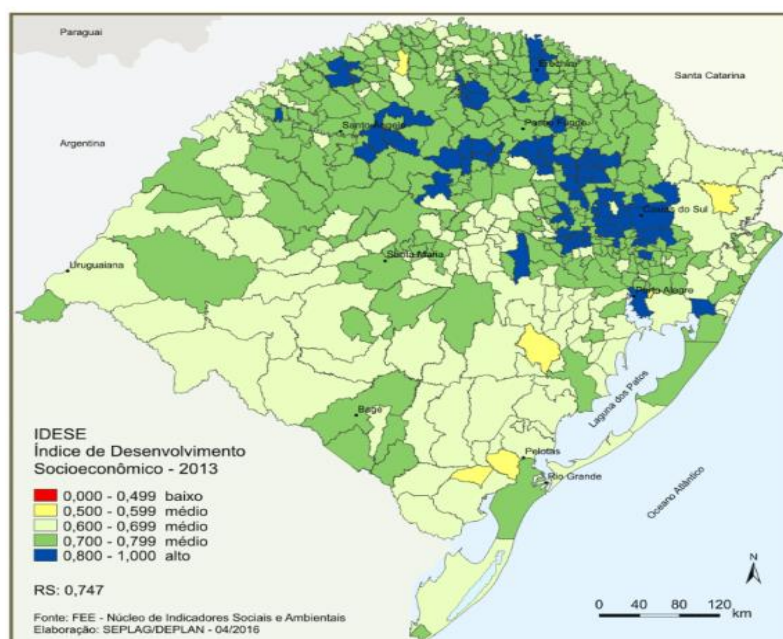 Paraguai
Santa Catarina
Erechim
Argentina
Santo Ângelo
Passo Fundo
Caxias do Sul
Uruguaiana
Santa Maria
Porto Alegre
Laguna dos Patos
Bagé
Pelotas
Rio Grande
Oceano Atlântico
IDESE
Índice de Desenvolvimento
Socioeconômico - 2013
0,000 - 0,499 baixo
0,500 - 0,599 médio
0,600 - 0,699 médio
0,700 - 0,799 médio
0,800 - 1,000 alto
RS: 0,747
Fonte: FEE - Núcleo de Indicadores Sociais e Ambientais
Elaboração: SEPLAG/DEPLAN - 04/2016
N
0 40 80 120
km